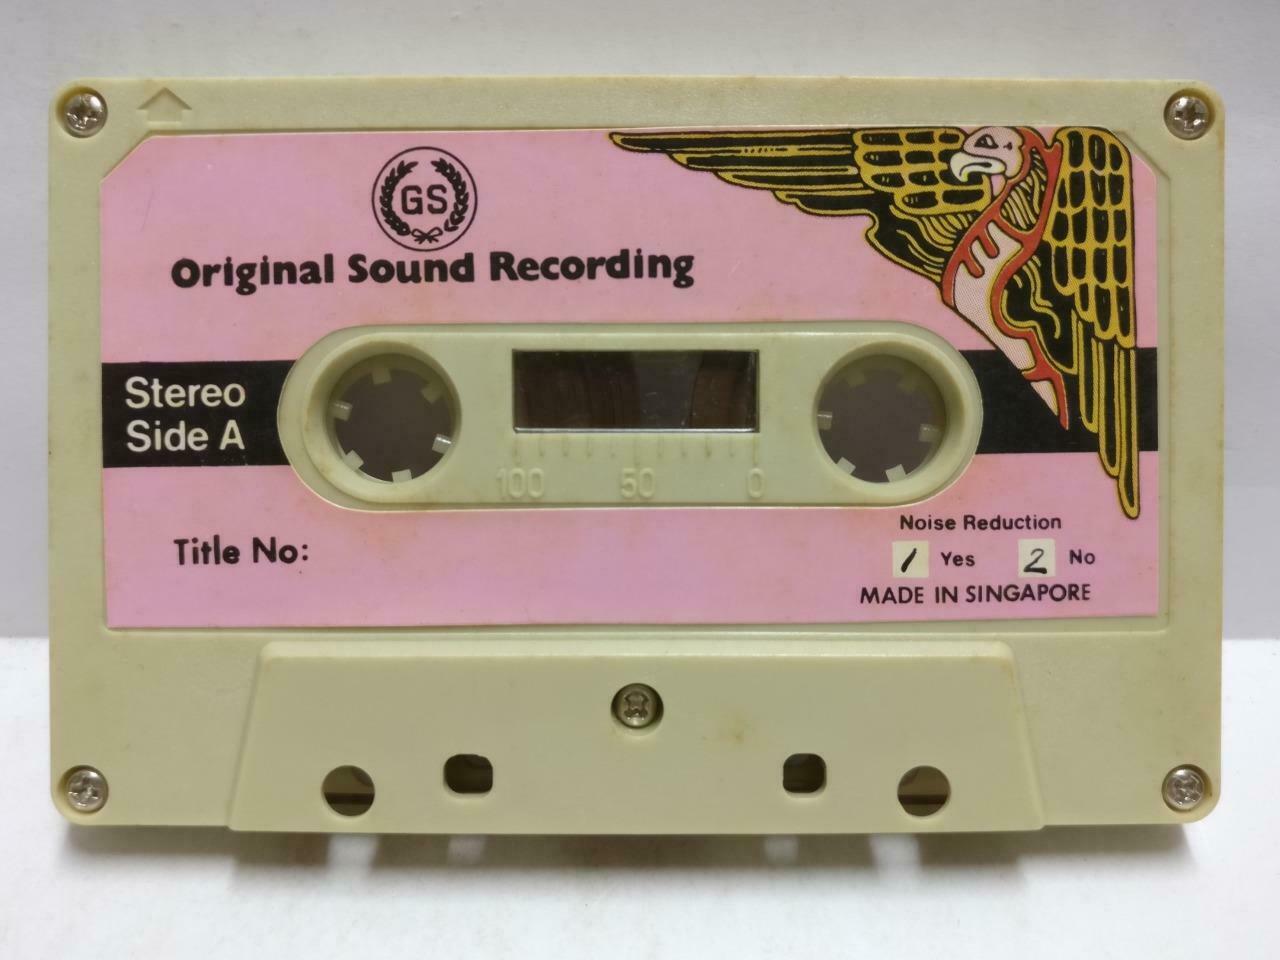 GS
Original Sound Recording
Stereo
Side A
100 50 0
Title No:
Noise Reduction
1 Yes 2 No
MADE IN SINGAPORE